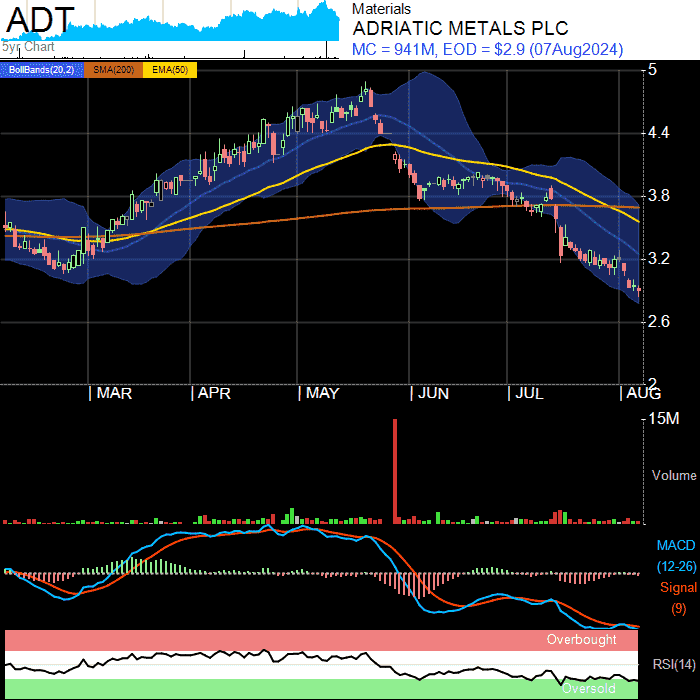 ADT
5yr Chart
Materials
ADRIATIC METALS PLC
MC = 941M, EOD = $2.9 (07Aug2024)
BollBands(20,2) SMA(200) EMA(50)
5
4.4
3.8
3.2
2.6
2
MAR APR MAY JUN JUL AUG
15M
Volume
MACD
(12-26)
Signal
(9)
Overbought
RSI(14)
Oversold